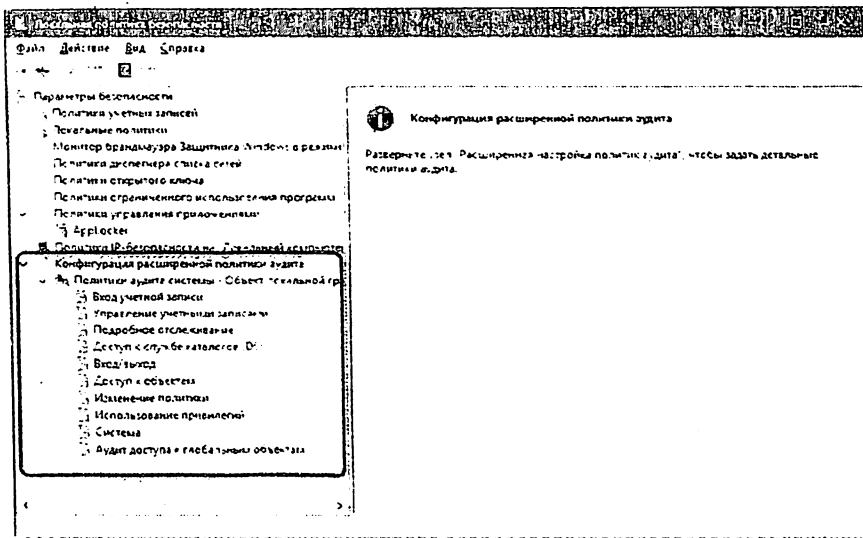 Файл Действие Вид Справка
Параметры безопасности
Политики учетных записей
Локальные политики
Монитор брандмауэра Защитника Windows в режиме
Политики диспетчера списка сетей
Политики открытого ключа
Политики ограниченного использования программ
Политики управления приложениями
AppLocker
Политики IP-безопасности на "Локальный компьютер
Конфигурация расширенной политики аудита
Политики аудита системы - Объект локальной гр
Вход учетной записи
Управление учетными записями
Подробное отслеживание
Доступ к службе каталогов (DS)
Вход/выход
Доступ к объектам
Изменение политики
Использование привилегий
Система
Аудит доступа к глобальным объектам
Конфигурация расширенной политики аудита
Разверните узел "Расширенная настройка политик аудита", чтобы задать детальные
политики аудита.